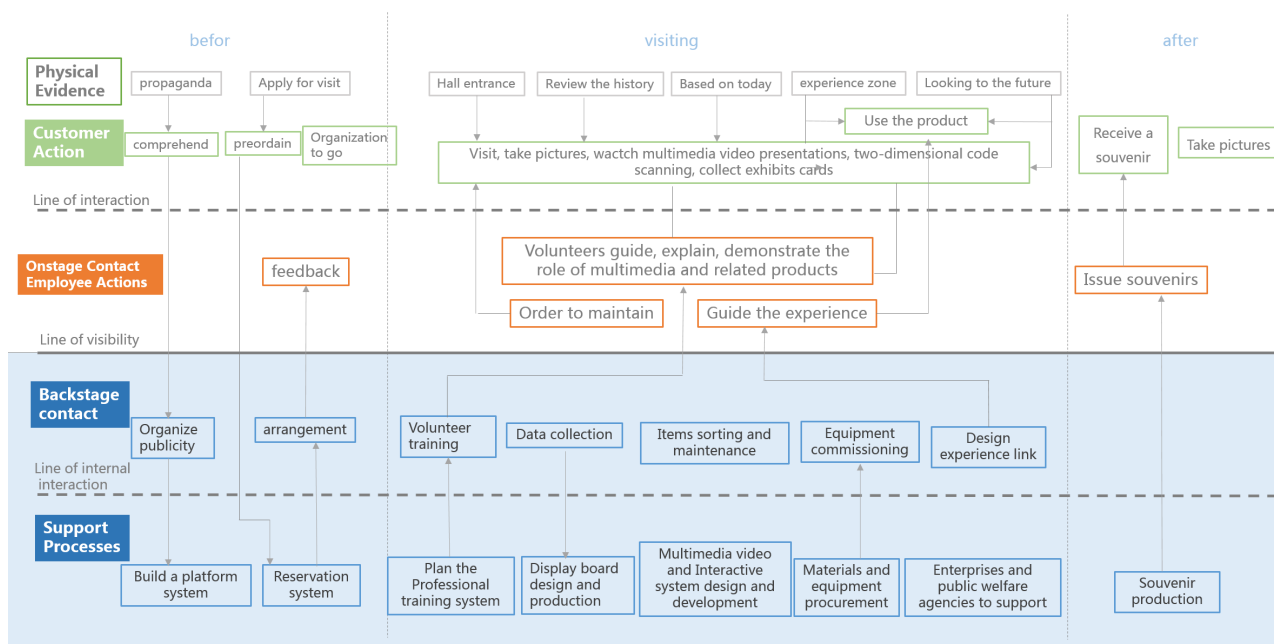 befor
visiting
after
Physical
Evidence
propaganda
Apply for visit
Hall entrance
Review the history
Based on today
experience zone
Looking to the future
Customer
Action
comprehend
preordain
Organization
to go
Use the product
Visit, take pictures, wactch multimedia video presentations, two-dimensional code
scanning, collect exhibits cards
Receive a
souvenir
Take pictures
Line of interaction
Onstage Contact
Employee Actions
feedback
Volunteers guide, explain, demonstrate the
role of multimedia and related products
Issue souvenirs
Order to maintain
Guide the experience
Line of visibility
Backstage
contact
Organize
publicity
arrangement
Volunteer
training
Data collection
Items sorting and
maintenance
Equipment
commissioning
Design
experience link
Line of internal
interaction
Support
Processes
Build a platform
system
Reservation
system
Plan the
Professional
training system
Display board
design and
production
Multimedia video
and Interactive
system design and
development
Materials and
equipment
procurement
Enterprises and
public welfare
agencies to support
Souvenir
production